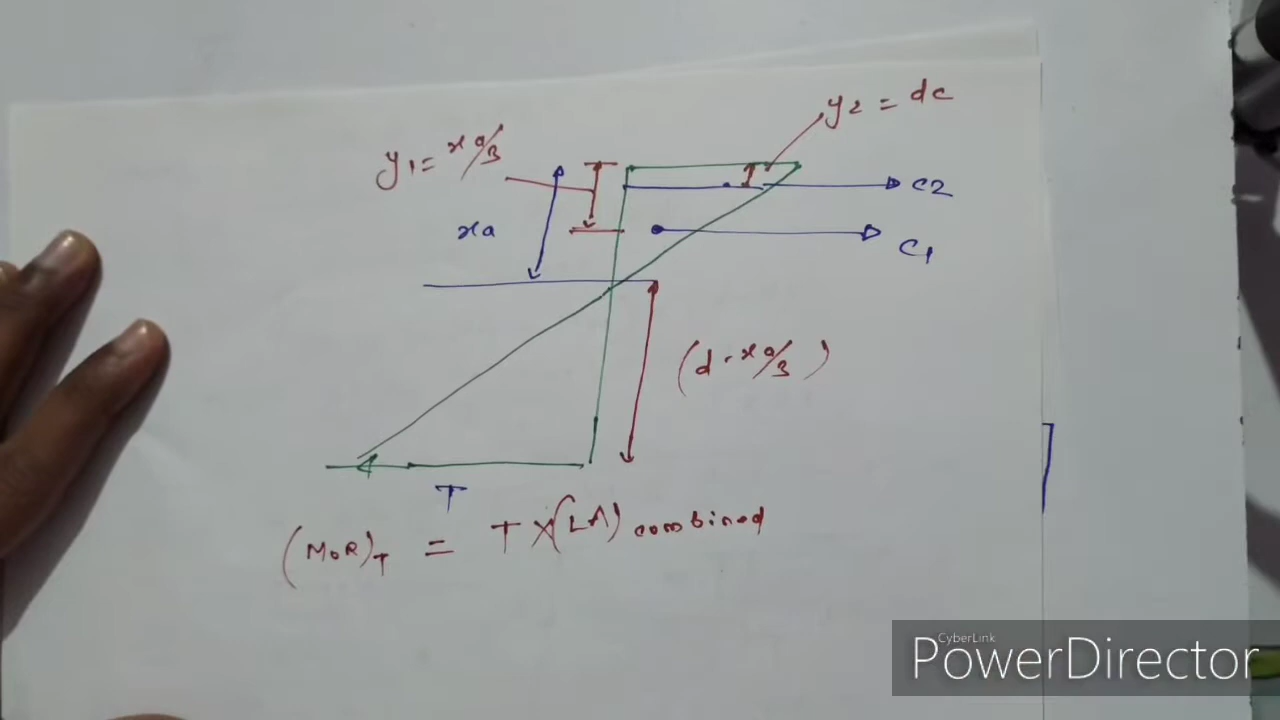 y2 = dc
y1 = xa/3
C2
xa
C1
(d - xa/3)
T
(MOR)T = T X (LA) combined
CyberLink
PowerDirector